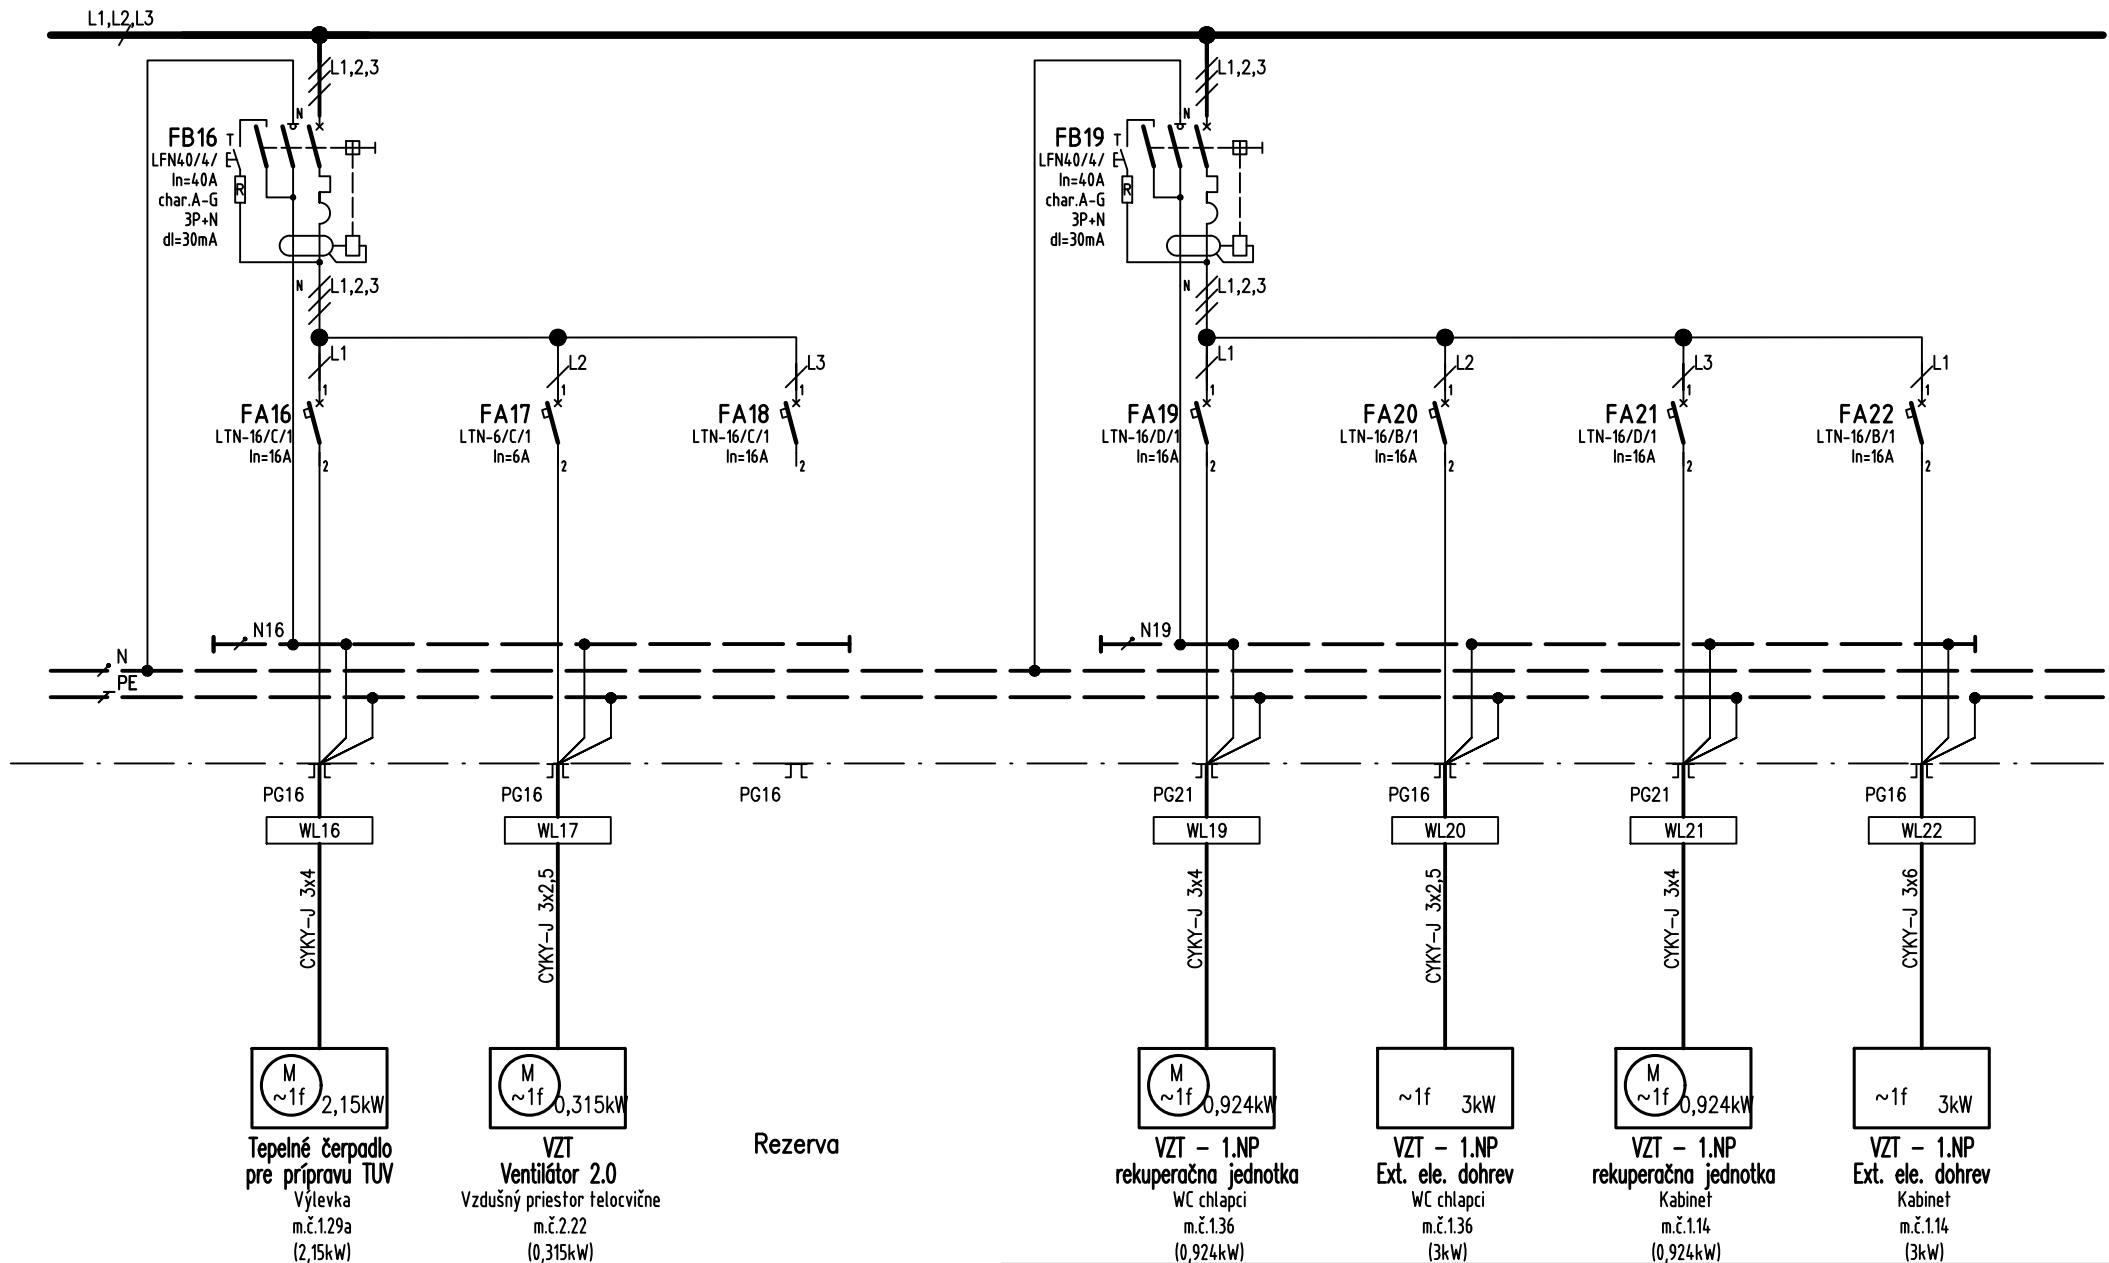 L1,L2,L3
L1,2,3
N
FB16
T
LFN40/4/
In=40A
char.A-G
3P+N
dI=30mA
R
N
L1,2,3
L1
1
FA16
LTN-16/C/1
In=16A
2
L2
1
FA17
LTN-6/C/1
In=6A
2
L3
1
FA18
LTN-16/C/1
In=16A
2
L1,2,3
N
FB19
T
LFN40/4/
In=40A
char.A-G
3P+N
dI=30mA
R
N
L1,2,3
L1
1
FA19
LTN-16/D/1
In=16A
2
L2
1
FA20
LTN-16/B/1
In=16A
2
L3
1
FA21
LTN-16/D/1
In=16A
2
L1
1
FA22
LTN-16/B/1
In=16A
2
N16
N19
N
PE
PG16
WL16
CYKY-J 3x4
M
~1f
2,15kW
Tepelné čerpadlo
pre prípravu TUV
Výlevka
m.č.1.29a
(2,15kW)
PG16
WL17
CYKY-J 3x2,5
M
~1f
0,315kW
VZT
Ventilátor 2.0
Vzdušný priestor telocvične
m.č.2.22
(0,315kW)
PG16
Rezerva
PG21
WL19
CYKY-J 3x4
M
~1f
0,924kW
VZT - 1.NP
rekuperačna jednotka
WC chlapci
m.č.1.36
(0,924kW)
PG16
WL20
CYKY-J 3x2,5
~1f 3kW
VZT - 1.NP
Ext. ele. dohrev
WC chlapci
m.č.1.36
(3kW)
PG21
WL21
CYKY-J 3x4
M
~1f
0,924kW
VZT - 1.NP
rekuperačna jednotka
Kabinet
m.č.1.14
(0,924kW)
PG16
WL22
CYKY-J 3x6
~1f 3kW
VZT - 1.NP
Ext. ele. dohrev
Kabinet
m.č.1.14
(3kW)